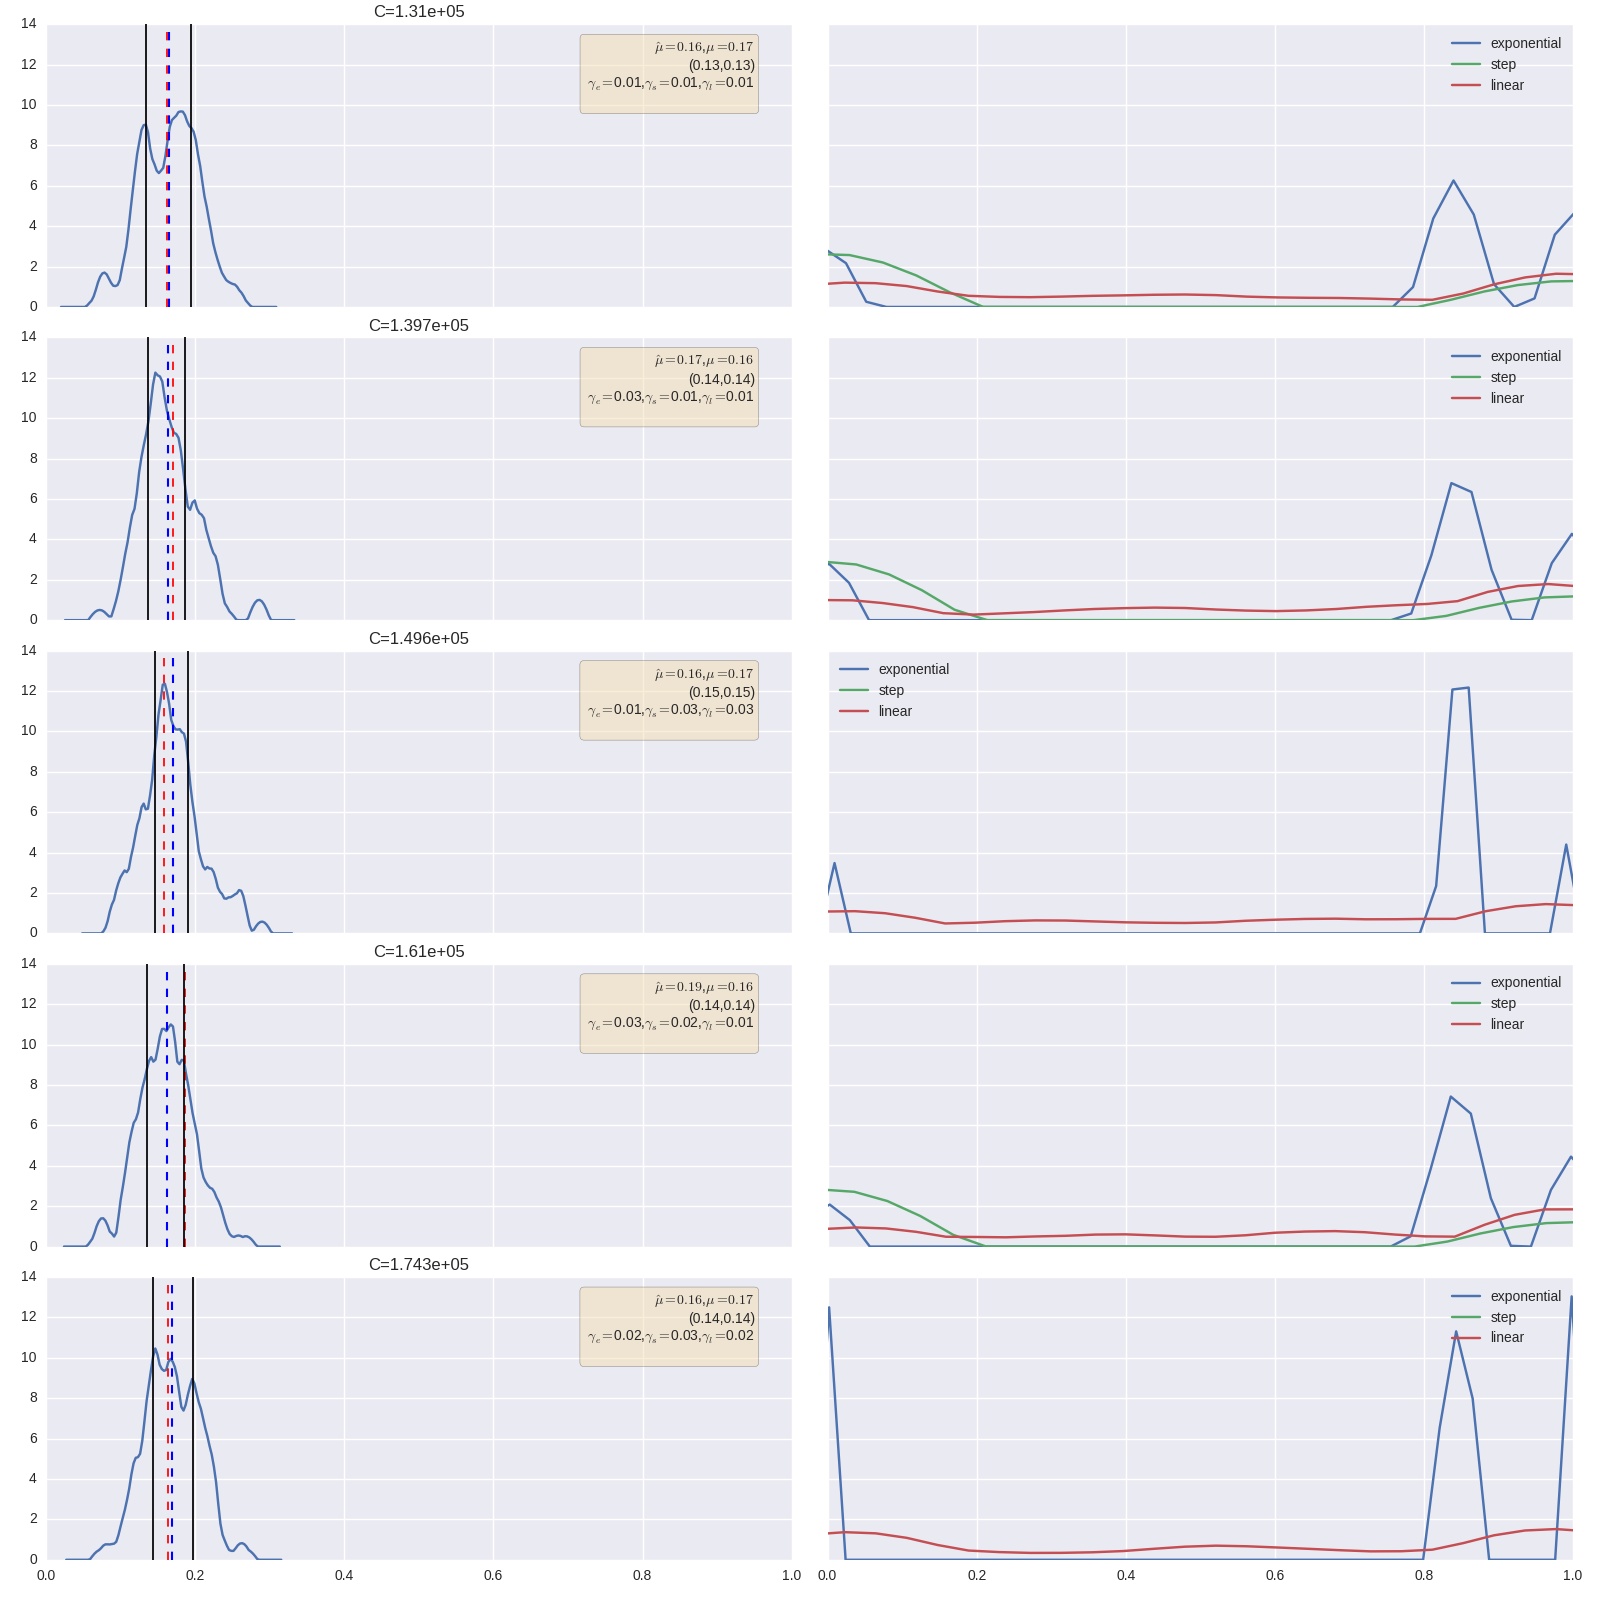 C=1.31e+05
14
12
10
8
6
4
2
0
μ̂=0.16,μ=0.17
(0.13,0.13)
γₑ=0.01,γₛ=0.01,γₗ=0.01
exponential
step
linear
C=1.397e+05
14
12
10
8
6
4
2
0
μ̂=0.17,μ=0.16
(0.14,0.14)
γₑ=0.03,γₛ=0.01,γₗ=0.01
exponential
step
linear
C=1.496e+05
14
12
10
8
6
4
2
0
μ̂=0.16,μ=0.17
(0.15,0.15)
γₑ=0.01,γₛ=0.03,γₗ=0.03
exponential
step
linear
C=1.61e+05
14
12
10
8
6
4
2
0
μ̂=0.19,μ=0.16
(0.14,0.14)
γₑ=0.03,γₛ=0.02,γₗ=0.01
exponential
step
linear
C=1.743e+05
14
12
10
8
6
4
2
0
μ̂=0.16,μ=0.17
(0.14,0.14)
γₑ=0.02,γₛ=0.03,γₗ=0.02
exponential
step
linear
0.0 0.2 0.4 0.6 0.8 1.0
0.0 0.2 0.4 0.6 0.8 1.0